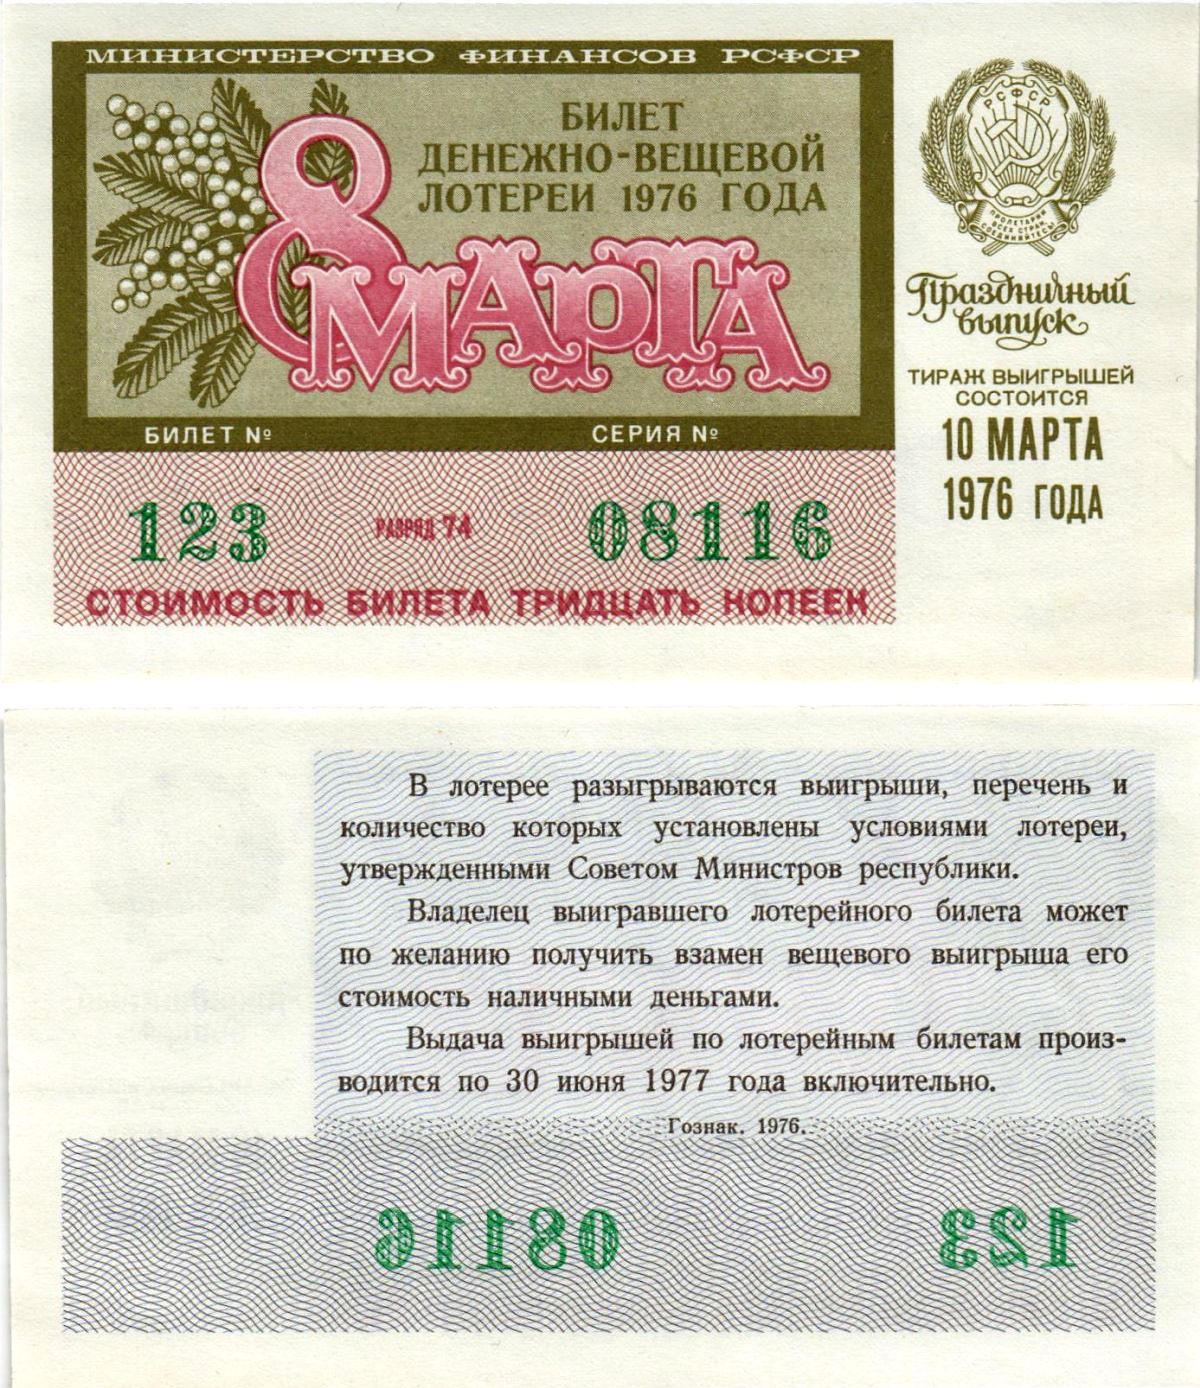 МИНИСТЕРСТВО ФИНАНСОВ РСФСР
БИЛЕТ
ДЕНЕЖНО-ВЕЩЕВОЙ
ЛОТЕРЕИ 1976 ГОДА
8 МАРТА
БИЛЕТ № СЕРИЯ №
123 РАЗРЯД 74 08116
СТОИМОСТЬ БИЛЕТА ТРИДЦАТЬ КОПЕЕК
РСФСР
ПРОЛЕТАРИИ
ВСЕХ СТРАН,
СОЕДИНЯЙТЕСЬ!
Праздничный
выпуск
ТИРАЖ ВЫИГРЫШЕЙ
СОСТОИТСЯ
10 МАРТА
1976 ГОДА
В лотерее разыгрываются выигрыши, перечень и
количество которых установлены условиями лотереи,
утвержденными Советом Министров республики.
Владелец выигравшего лотерейного билета может
по желанию получить взамен вещевого выигрыша его
стоимость наличными деньгами.
Выдача выигрышей по лотерейным билетам произ-
водится по 30 июня 1977 года включительно.
Гознак. 1976.
08116 123